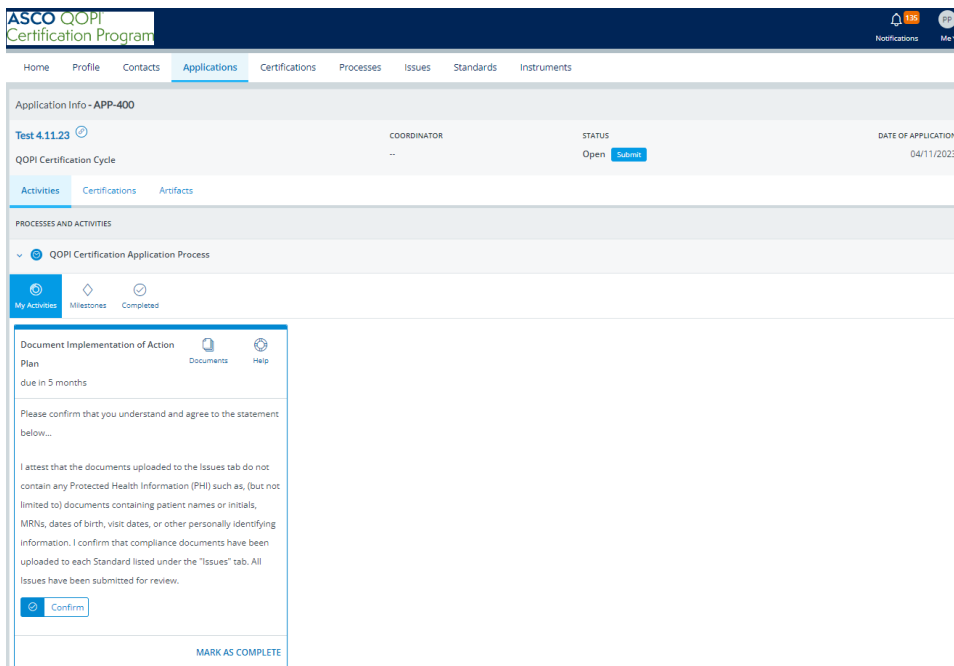 ASCO QOPI
Certification Program
135
PP
Notifications
Me
Home Profile Contacts Applications Certifications Processes Issues Standards Instruments
Application Info - APP-400
Test 4.11.23
COORDINATOR
STATUS
DATE OF APPLICATION
--
Open Submit
04/11/2023
QOPI Certification Cycle
Activities Certifications Artifacts
PROCESSES AND ACTIVITIES
QOPI Certification Application Process
My Activities Milestones Completed
Document Implementation of Action
Plan
Documents Help
due in 5 months
Please confirm that you understand and agree to the statement
below...
I attest that the documents uploaded to the Issues tab do not
contain any Protected Health Information (PHI) such as, (but not
limited to) documents containing patient names or initials,
MRNs, dates of birth, visit dates, or other personally identifying
information. I confirm that compliance documents have been
uploaded to each Standard listed under the "Issues" tab. All
Issues have been submitted for review.
Confirm
MARK AS COMPLETE